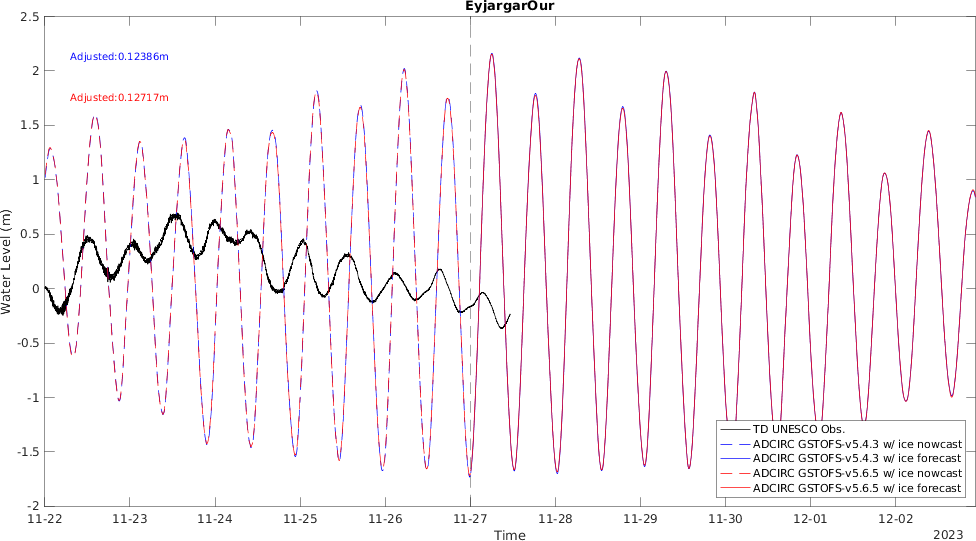 EyjargarOur
2.5
2
1.5
1
0.5
0
-0.5
-1
-1.5
-2
Water Level (m)
Adjusted:0.12386m
Adjusted:0.12717m
TD UNESCO Obs.
ADCIRC GSTOFS-v5.4.3 w/ ice nowcast
ADCIRC GSTOFS-v5.4.3 w/ ice forecast
ADCIRC GSTOFS-v5.6.5 w/ ice nowcast
ADCIRC GSTOFS-v5.6.5 w/ ice forecast
11-22 11-23 11-24 11-25 11-26 11-27 11-28 11-29 11-30 12-01 12-02
Time
2023